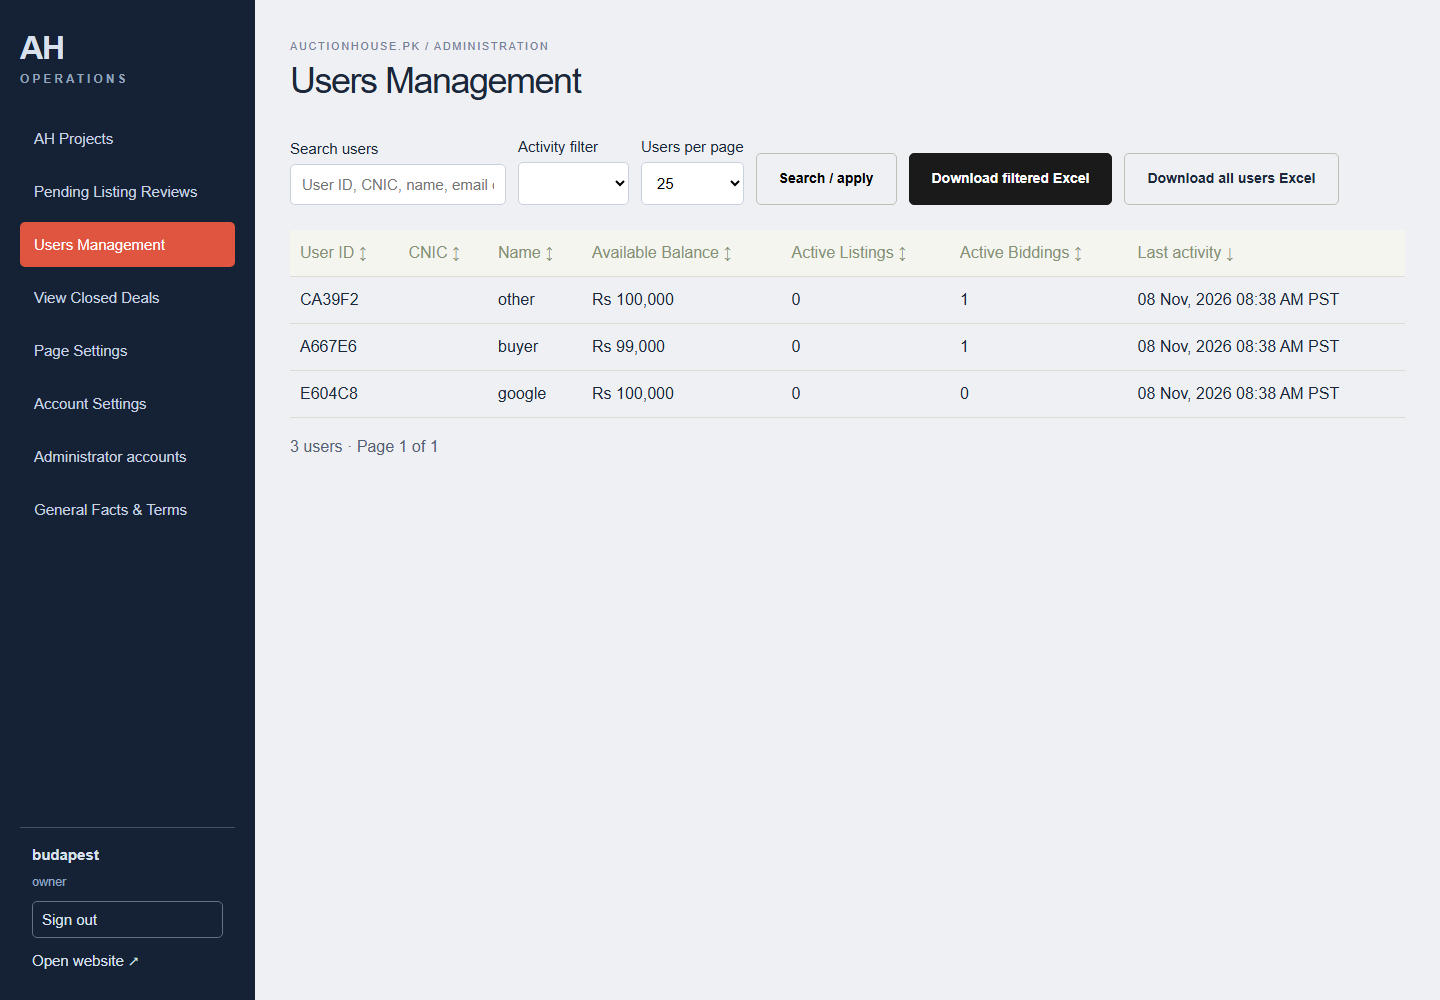 AH
OPERATIONS
AH Projects
Pending Listing Reviews
Users Management
View Closed Deals
Page Settings
Account Settings
Administrator accounts
General Facts & Terms
budapest
owner
Sign out
Open website ↗
AUCTIONHOUSE.PK / ADMINISTRATION
Users Management
Search users Activity filter Users per page
User ID, CNIC, name, email 25 Search / apply Download filtered Excel Download all users Excel
User ID ↕ CNIC ↕ Name ↕ Available Balance ↕ Active Listings ↕ Active Biddings ↕ Last activity ↓
CA39F2 other Rs 100,000 0 1 08 Nov, 2026 08:38 AM PST
A667E6 buyer Rs 99,000 0 1 08 Nov, 2026 08:38 AM PST
E604C8 google Rs 100,000 0 0 08 Nov, 2026 08:38 AM PST
3 users · Page 1 of 1